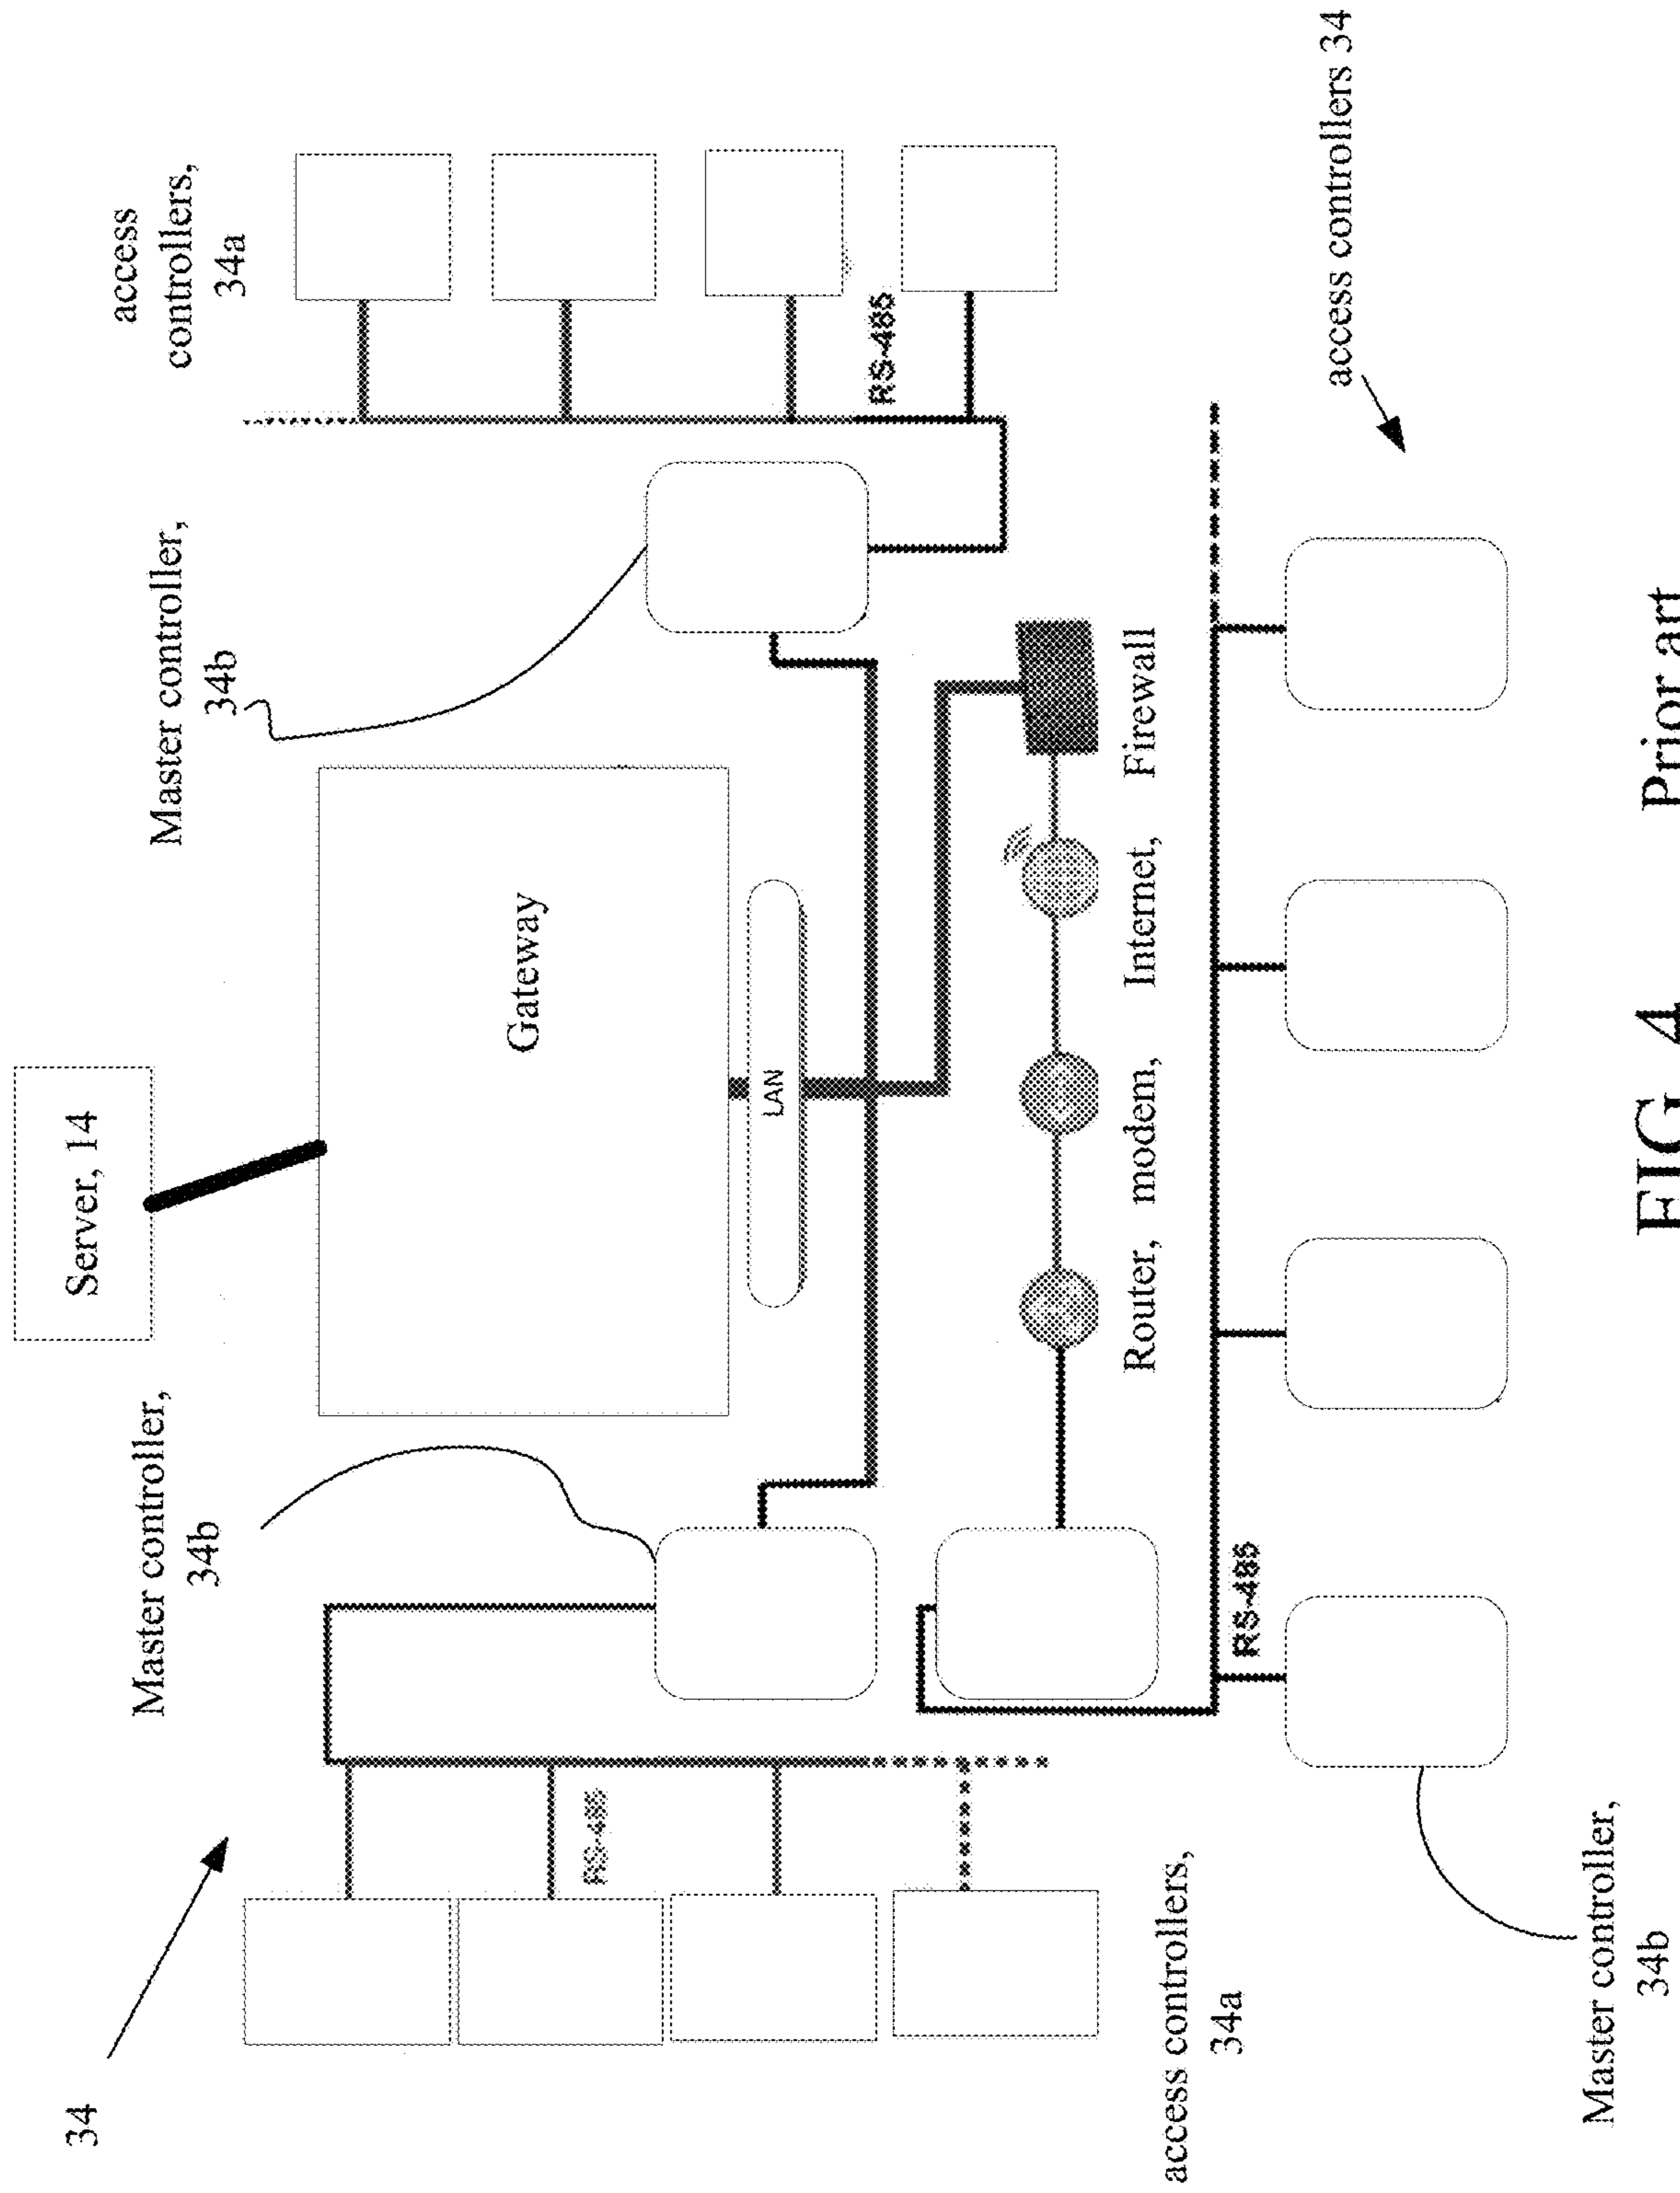 34
Master controller,
34b
Server, 14
Master controller,
34b
access
controllers,
34a
Gateway
LAN
RS-485
RS-485
Router, modem, Internet, Firewall
access controllers,
34a
RS-485
access controllers 34
Master controller,
34b
FIG. 4 Prior art